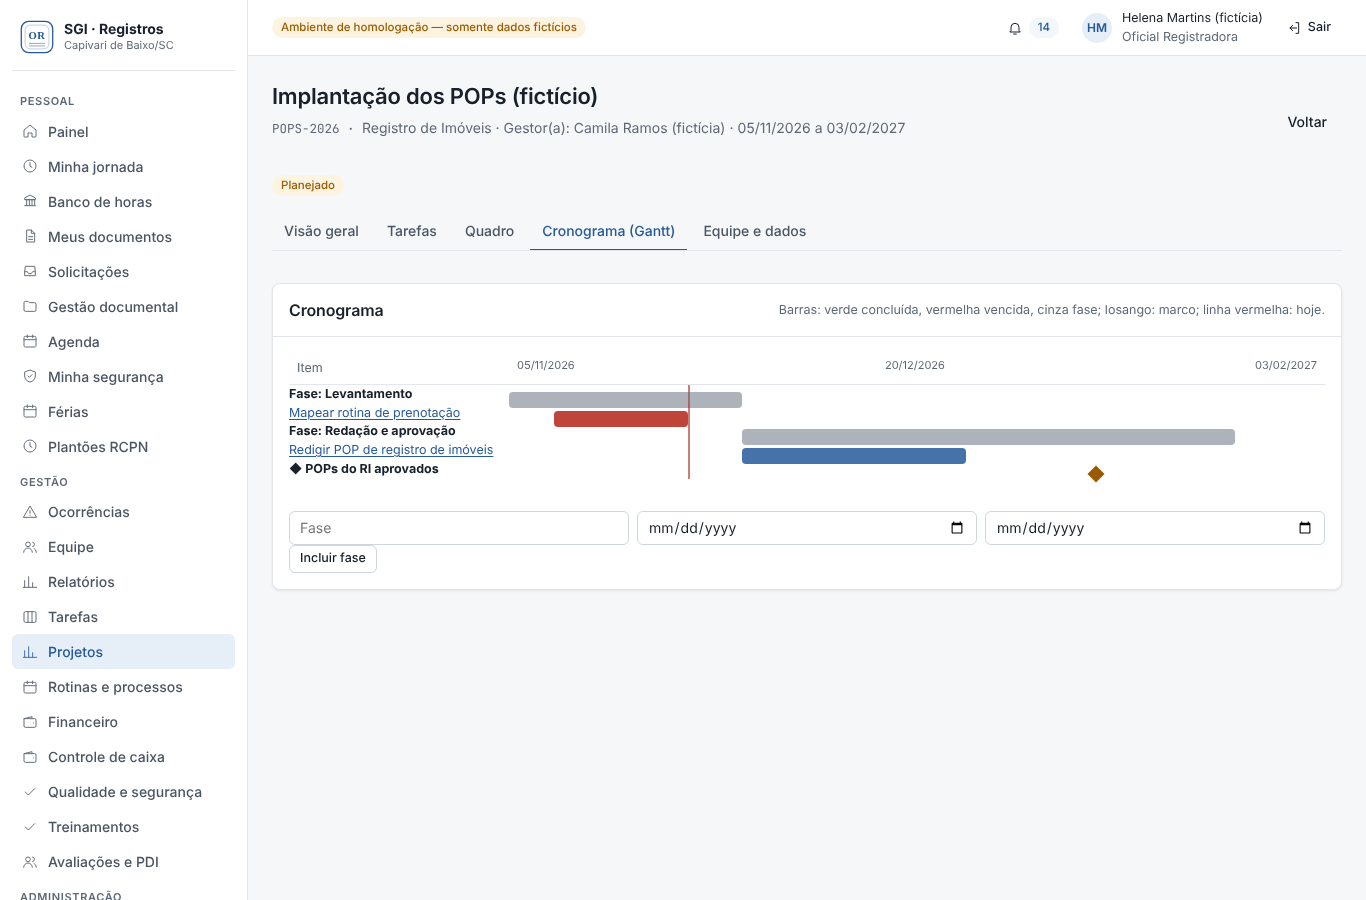 OR
SGI · Registros
Capivari de Baixo/SC
PESSOAL
Painel
Minha jornada
Banco de horas
Meus documentos
Solicitações
Gestão documental
Agenda
Minha segurança
Férias
Plantões RCPN
GESTÃO
Ocorrências
Equipe
Relatórios
Tarefas
Projetos
Rotinas e processos
Financeiro
Controle de caixa
Qualidade e segurança
Treinamentos
Avaliações e PDI
ADMINISTRAÇÃO
Ambiente de homologação — somente dados fictícios
14
HM
Helena Martins (fictícia)
Oficial Registradora
Sair
Implantação dos POPs (fictício)
POPS-2026 · Registro de Imóveis · Gestor(a): Camila Ramos (fictícia) · 05/11/2026 a 03/02/2027
Voltar
Planejado
Visão geral Tarefas Quadro Cronograma (Gantt) Equipe e dados
Cronograma
Barras: verde concluída, vermelha vencida, cinza fase; losango: marco; linha vermelha: hoje.
Item 05/11/2026 20/12/2026 03/02/2027
Fase: Levantamento
Mapear rotina de prenotação
Fase: Redação e aprovação
Redigir POP de registro de imóveis
◆ POPs do RI aprovados
Fase mm/dd/yyyy mm/dd/yyyy
Incluir fase